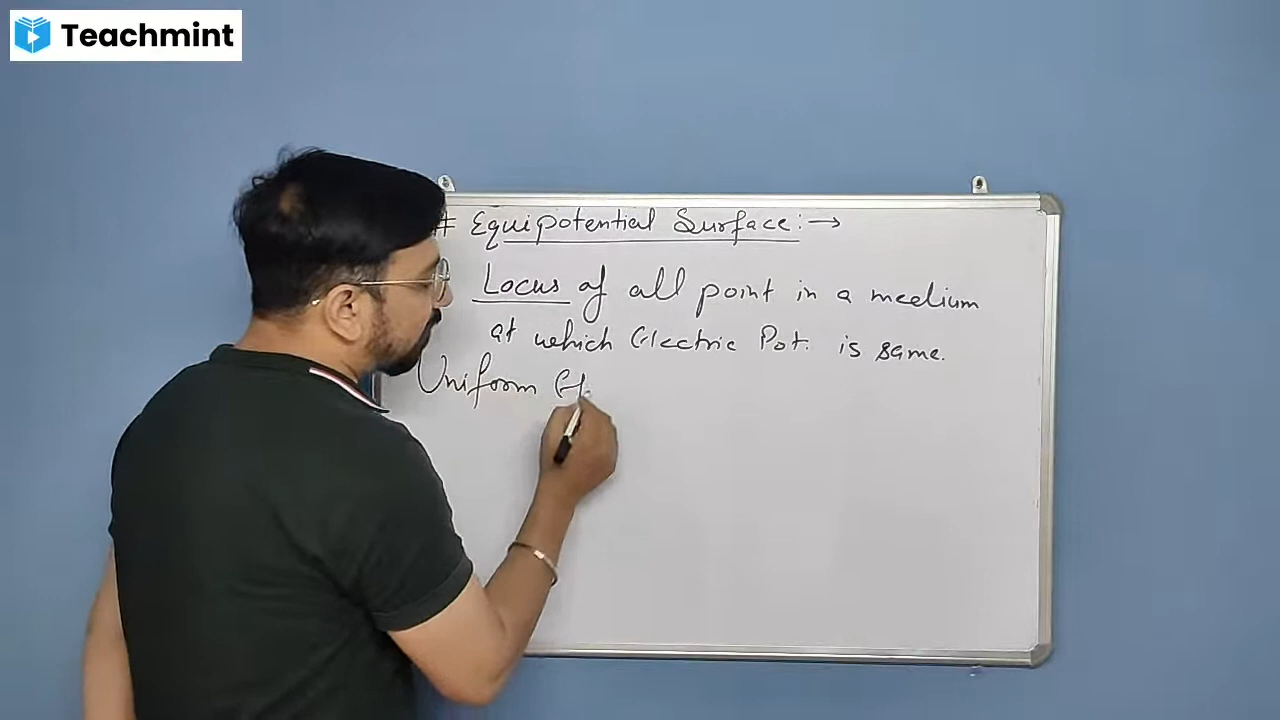 Teachmint
# Equipotential Surface:→
Locus of all point in a medium
at which Electric Pot. is same.
Uniform